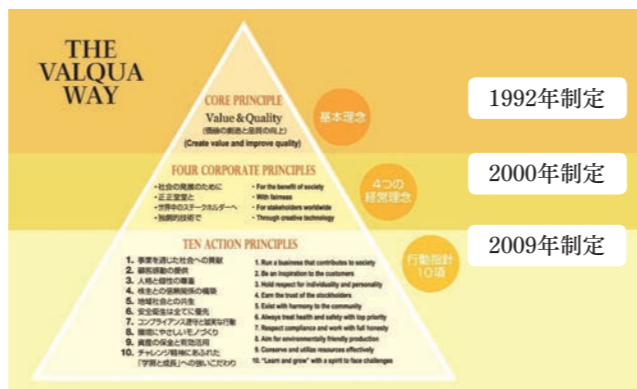 THE
VALQUA
WAY
CORE PRINCIPLE
Value & Quality
(価値の創造と品質の向上)
(Create value and improve quality)
基本理念
1992年制定
FOUR CORPORATE PRINCIPLES
・社会の発展のために
・正正堂堂と
・世界中のステークホルダーへ
・独創的技術で
・For the benefit of society
・With fairness
・For stakeholders worldwide
・Through creative technology
4つの
経営理念
2000年制定
TEN ACTION PRINCIPLES
1. 事業を通じた社会への貢献
2. 顧客感動の提供
3. 人格と個性の尊重
4. 株主との信頼関係の構築
5. 地域社会との共生
6. 安全衛生は全てに優先
7. コンプライアンス遵守と誠実な行動
8. 環境にやさしいモノづくり
9. 資産の保全と有効活用
10. チャレンジ精神にあふれた
「学習と成長」への強いこだわり
1. Run a business that contributes to society
2. Be an inspiration to the customers
3. Hold respect for individuality and personality
4. Earn the trust of the stockholders
5. Exist with harmony to the community
6. Always treat health and safety with top priority
7. Respect compliance and work with full honesty
8. Aim for environmentally friendly production
9. Conserve and utilize resources effectively
10. "Learn and grow" with a spirit to face challenges
行動指針
10項
2009年制定